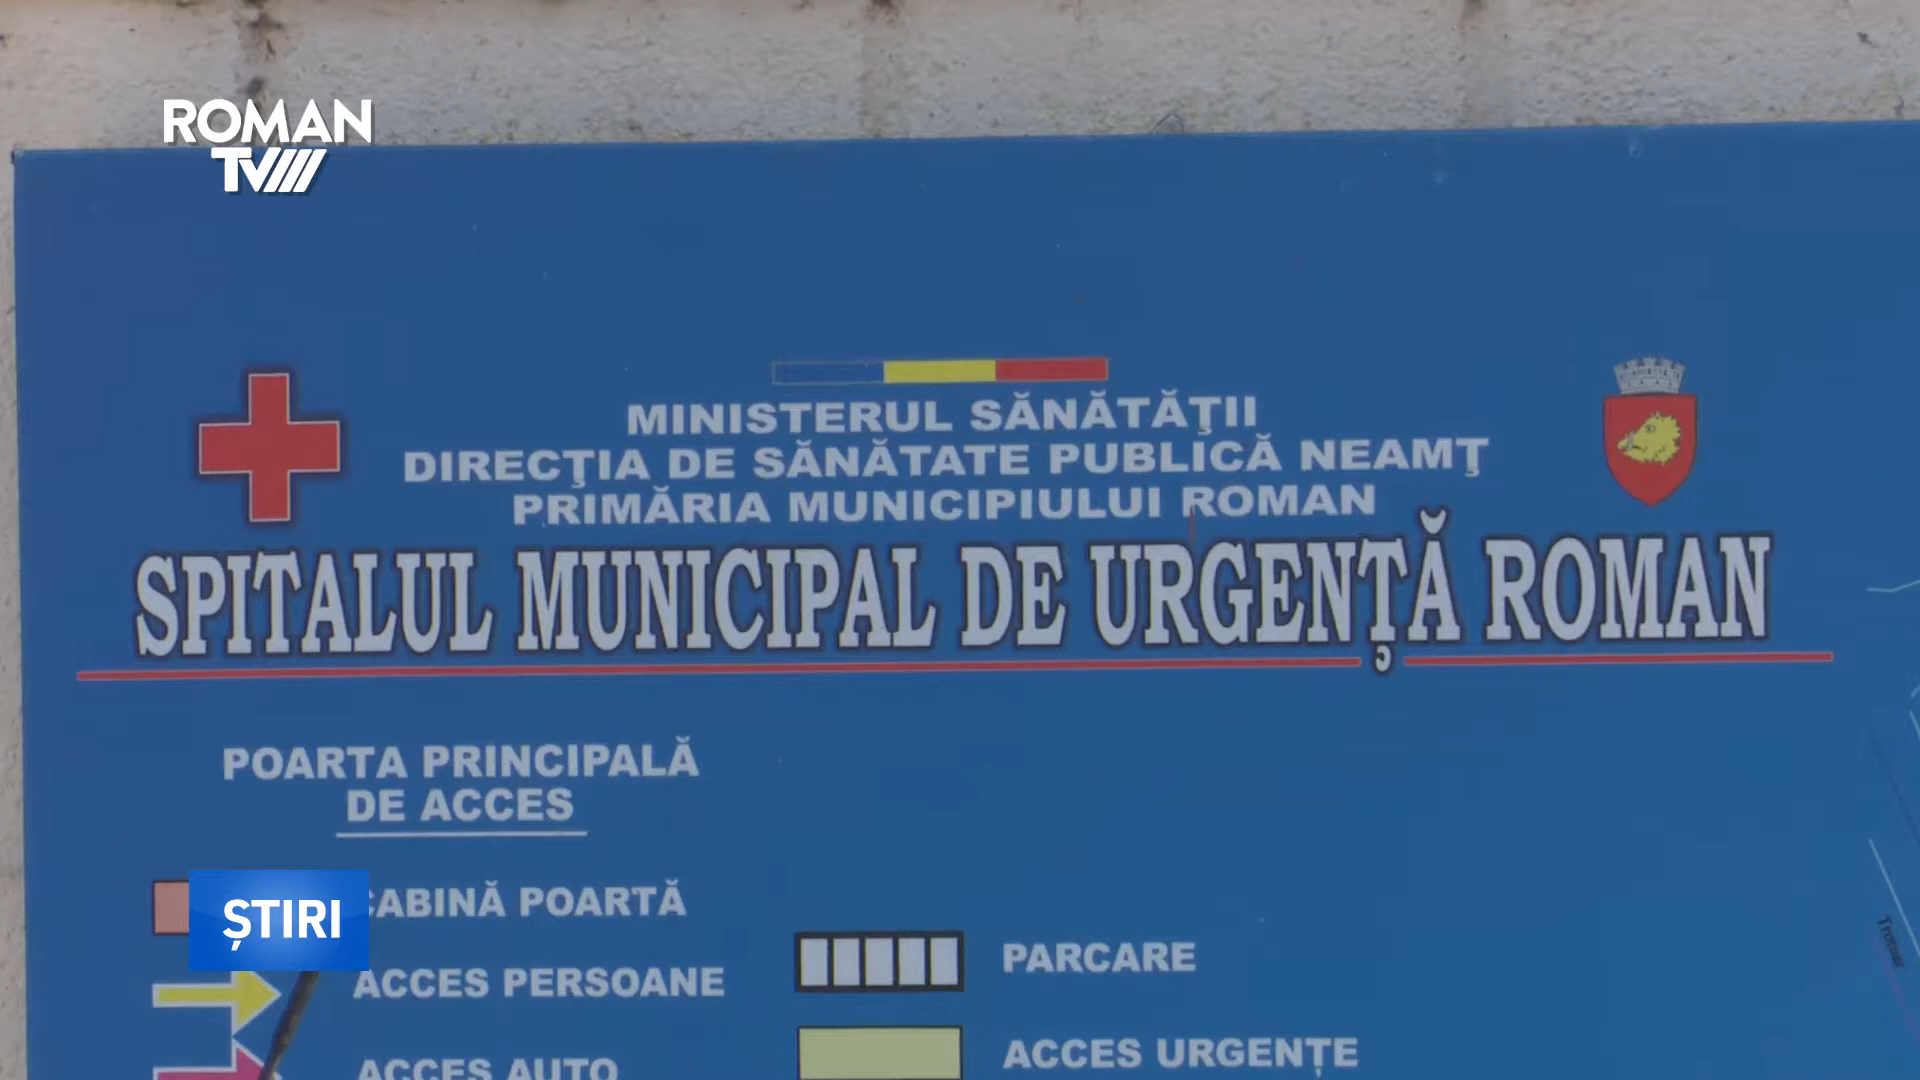 ROMAN
TV
MINISTERUL SĂNĂTĂŢII
DIRECŢIA DE SĂNĂTATE PUBLICĂ NEAMŢ
PRIMĂRIA MUNICIPIULUI ROMAN
SPITALUL MUNICIPAL DE URGENȚĂ ROMAN
POARTA PRINCIPALĂ
DE ACCES
CABINĂ POARTĂ
ȘTIRI
ACCES PERSOANE
PARCARE
ACCES AUTO
ACCES URGENȚE